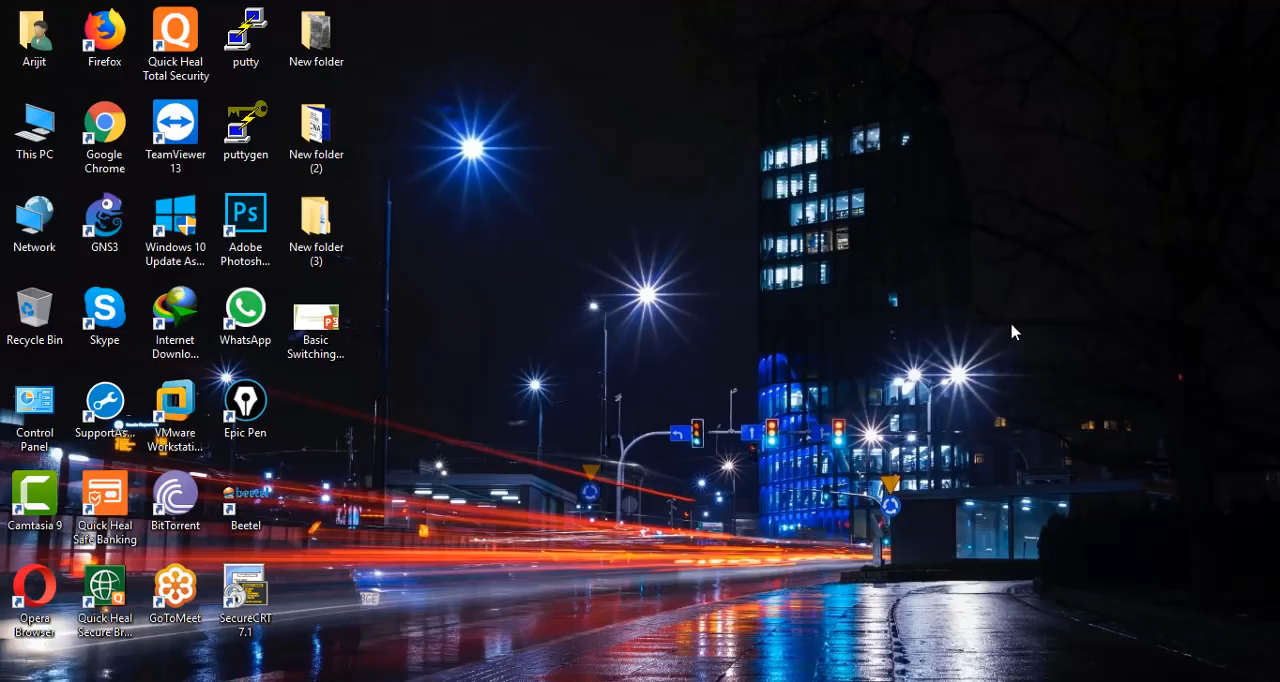 Arijit
Firefox
Quick Heal
Total Security
putty
New folder
This PC
Google
Chrome
TeamViewer
13
puttygen
New folder
(2)
Network
GNS3
Windows 10
Update As...
Ps
Adobe
Photosh...
New folder
(3)
Recycle Bin
Skype
Internet
Downlo...
WhatsApp
Basic
Switching...
Control
Panel
SupportAs...
VMware
Workstati...
Epic Pen
Camtasia 9
Quick Heal
Safe Banking
BitTorrent
beetel
Beetel
Opera
Browser
Quick Heal
Secure Br...
GoToMeet
SecureCRT
7.1